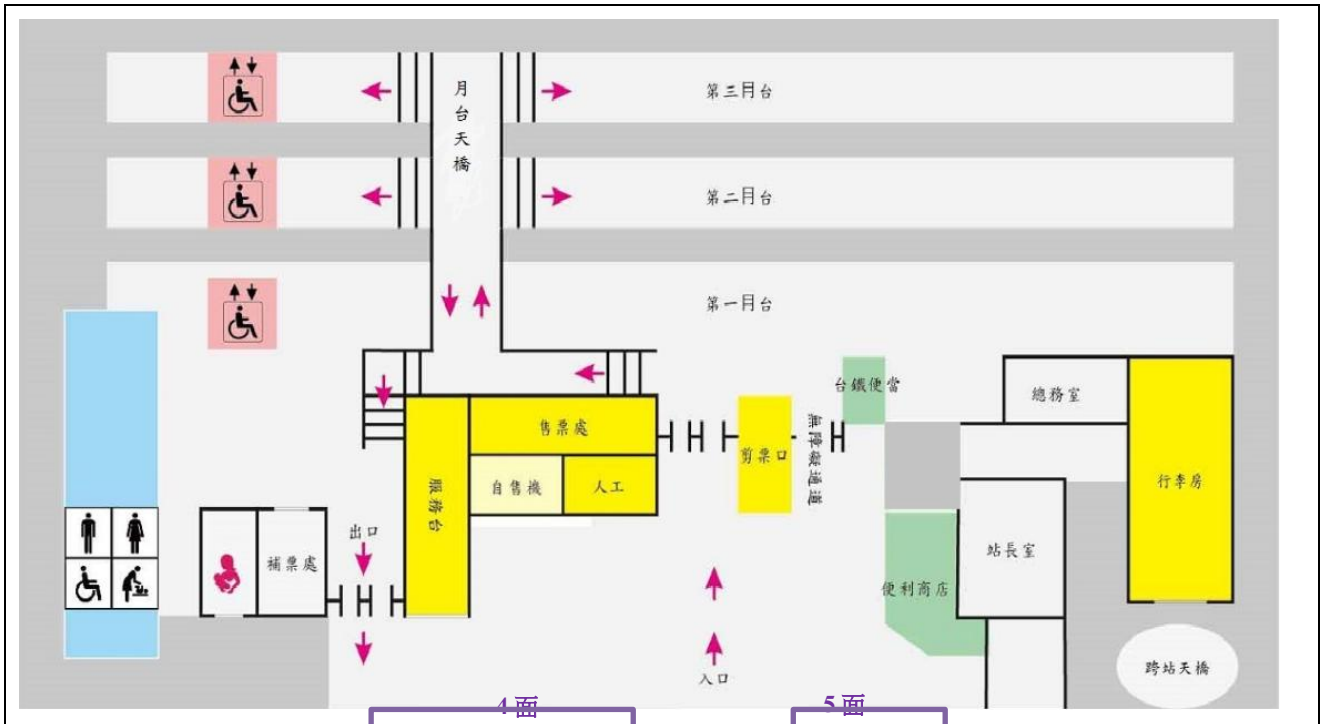 月台天橋
第三月台
第二月台
第一月台
台鐵便當
總務室
售票處
剪票口
無障礙通道
行李房
自售機
人工
服務台
出口
補票處
站長室
便利商店
入口
跨站天橋
4面
5面